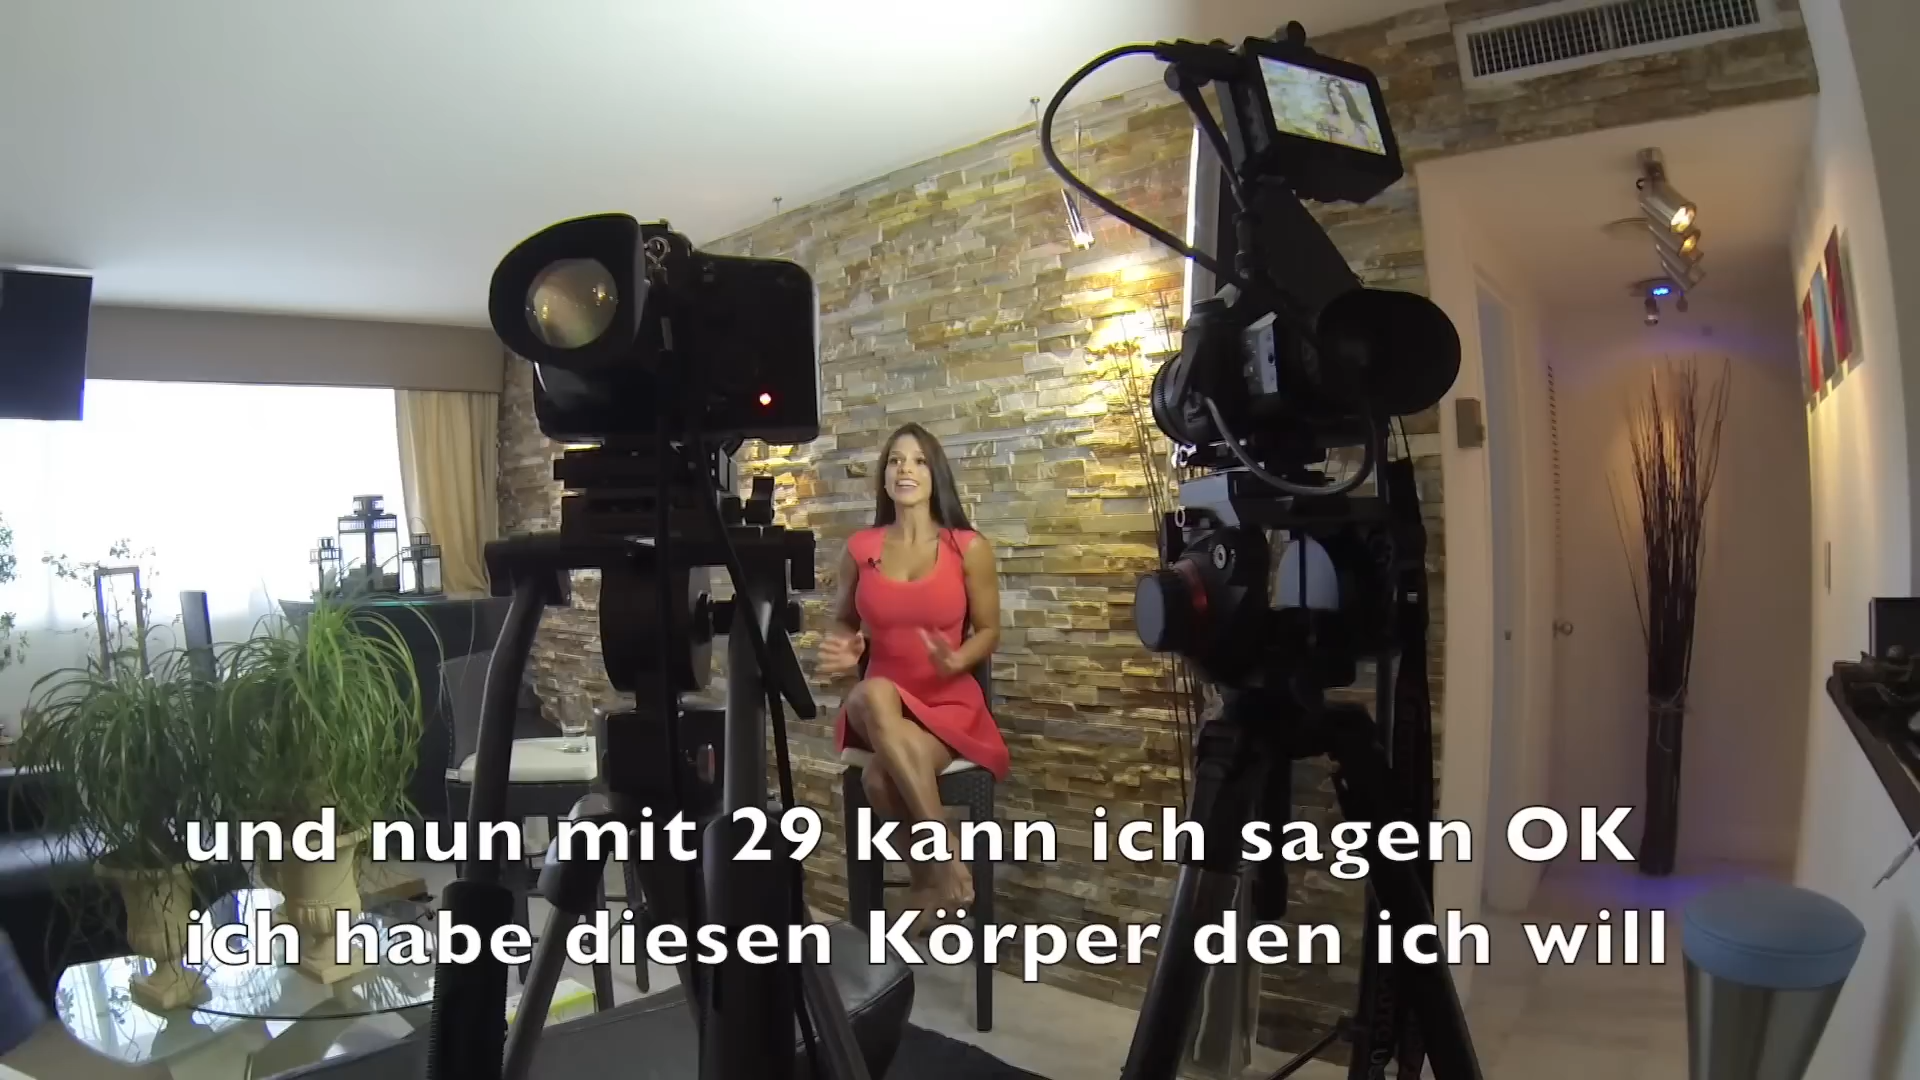 und nun mit 29 kann ich sagen OK
ich habe diesen Körper den ich will